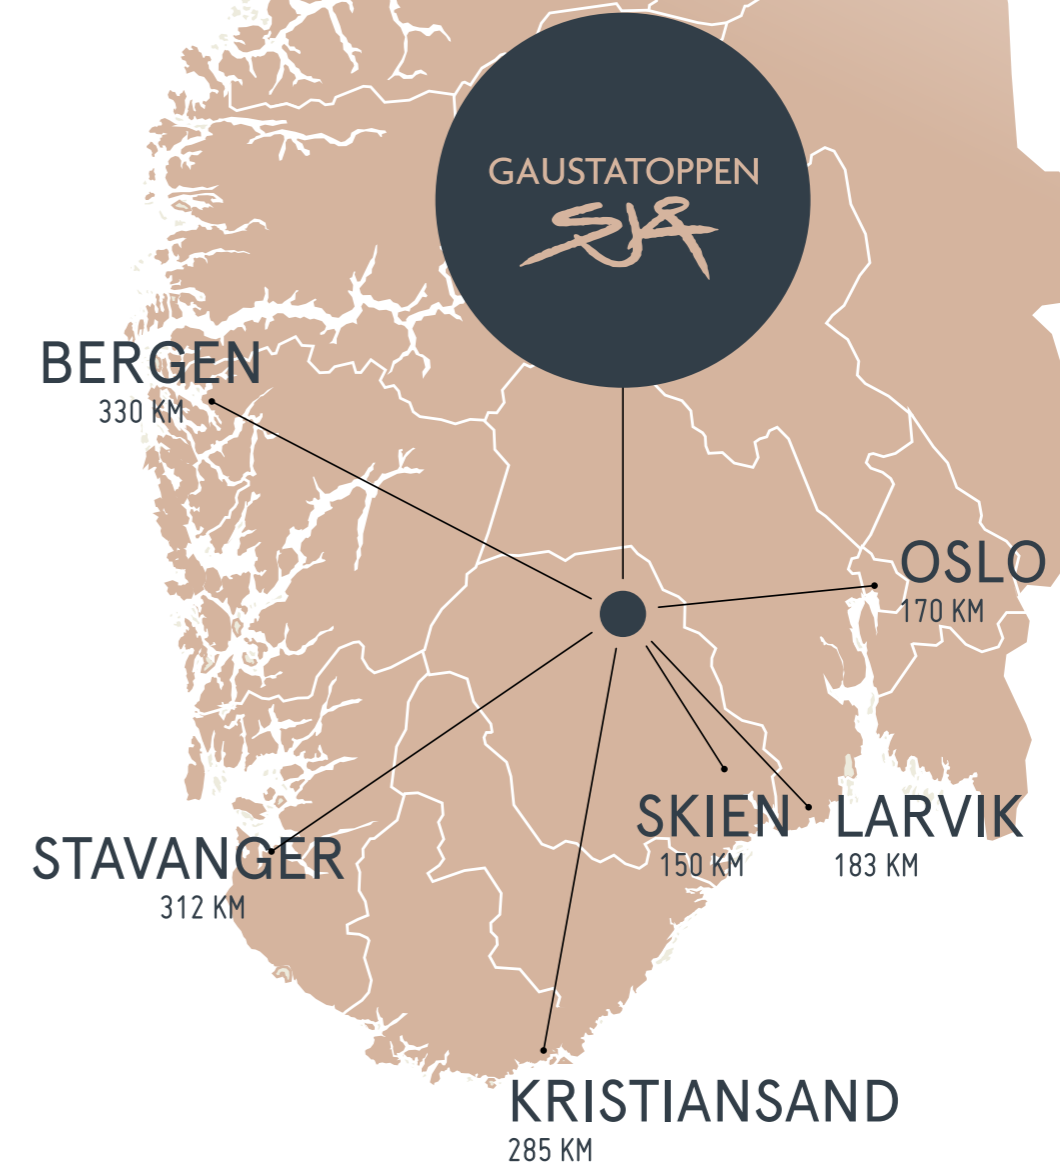 GAUSTATOPPEN
SKÅ
BERGEN
330 KM
OSLO
170 KM
SKIEN
150 KM
LARVIK
183 KM
STAVANGER
312 KM
KRISTIANSAND
285 KM